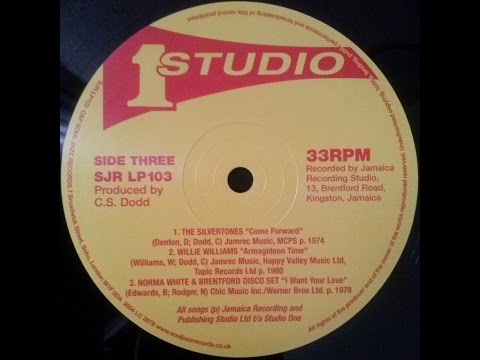 1 STUDIO
SIDE THREE
SJR LP103
Produced by
C.S. Dodd
33RPM
Recorded by Jamaica
Recording Studio,
13, Brentford Road,
Kingston, Jamaica
1. THE SILVERTONES "Come Forward"
(Denton, D; Dodd, C) Jamrec Music, MCPS p. 1974
2. WILLIE WILLIAMS "Armagideon Time"
(Williams, W; Dodd, C) Jamrec Music, Happy Valley Music Ltd,
Topic Records Ltd p. 1980
3. NORMA WHITE & BRENTFORD DISCO SET "I Want Your Love"
(Edwards, B; Rodger, N) Chic Music Inc./Warner Bros Ltd. p. 1978
All songs (p) Jamaica Recording and
Publishing Studio Ltd t/a Studio One